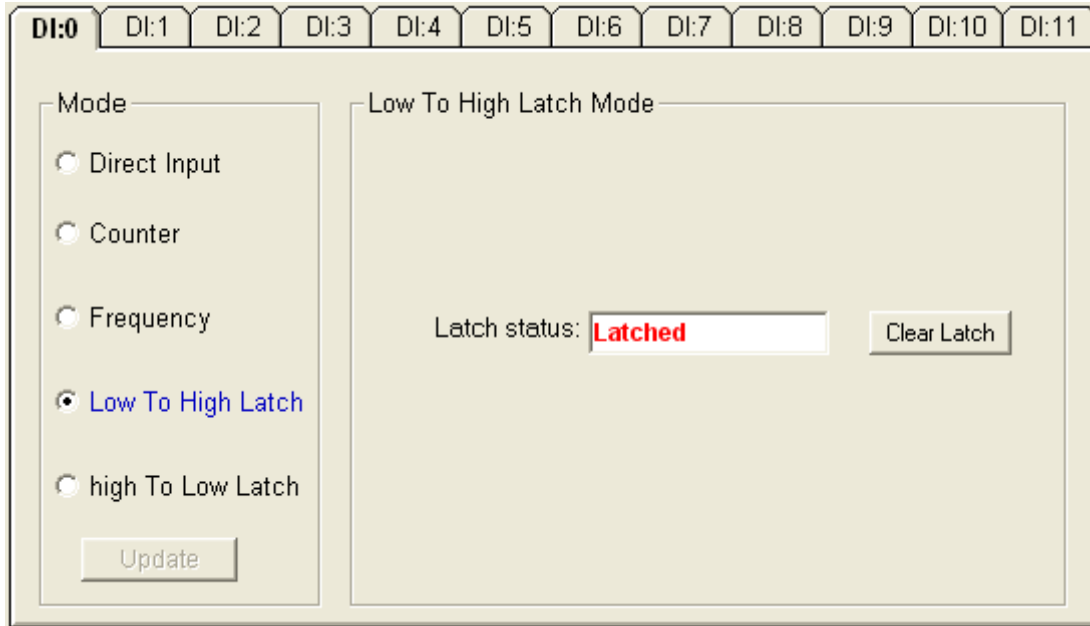 DI:0 DI:1 DI:2 DI:3 DI:4 DI:5 DI:6 DI:7 DI:8 DI:9 DI:10 DI:11
Mode
Direct Input
Counter
Frequency
Low To High Latch
high To Low Latch
Update
Low To High Latch Mode
Latch status: Latched Clear Latch